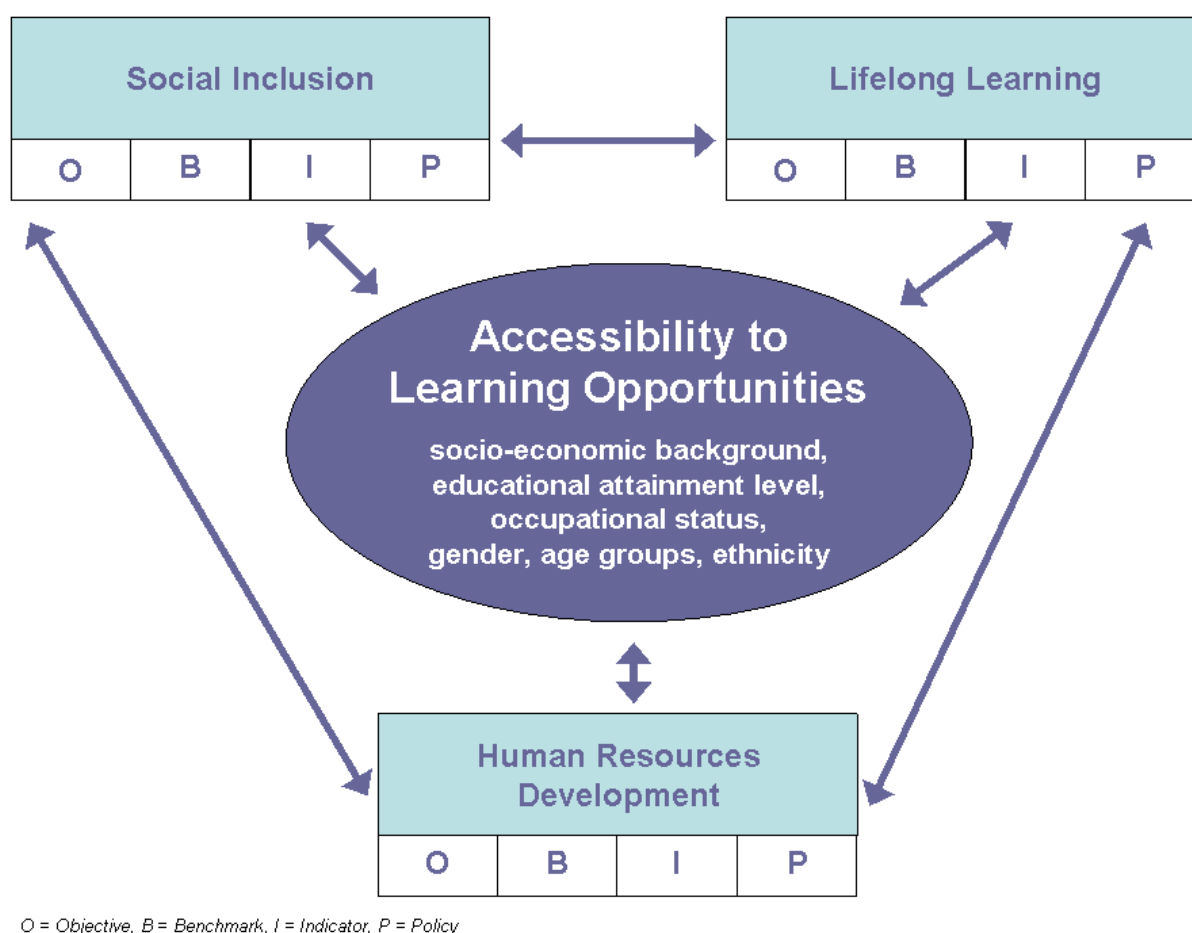 Social Inclusion
O B I P
Lifelong Learning
O B I P
Accessibility to
Learning Opportunities
socio-economic background,
educational attainment level,
occupational status,
gender, age groups, ethnicity
Human Resources
Development
O B I P
O = Objective, B = Benchmark, I = Indicator, P = Policy